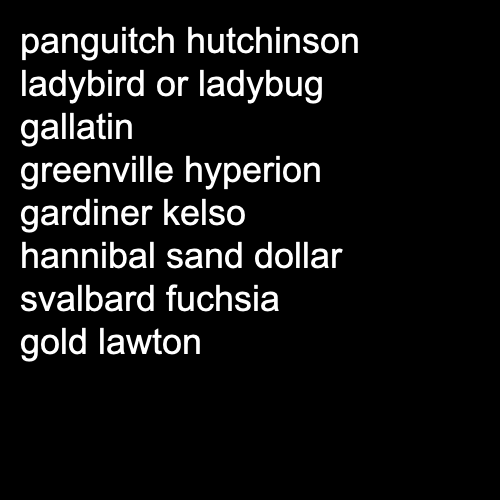 panguitch hutchinson
ladybird or ladybug
gallatin
greenville hyperion
gardiner kelso
hannibal sand dollar
svalbard fuchsia
gold lawton